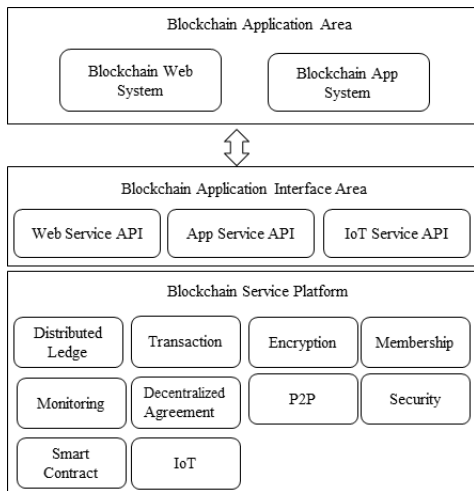 Blockchain Application Area
Blockchain Web
System
Blockchain App
System
Blockchain Application Interface Area
Web Service API
App Service API
IoT Service API
Blockchain Service Platform
Distributed
Ledge
Transaction
Encryption
Membership
Monitoring
Decentralized
Agreement
P2P
Security
Smart
Contract
IoT